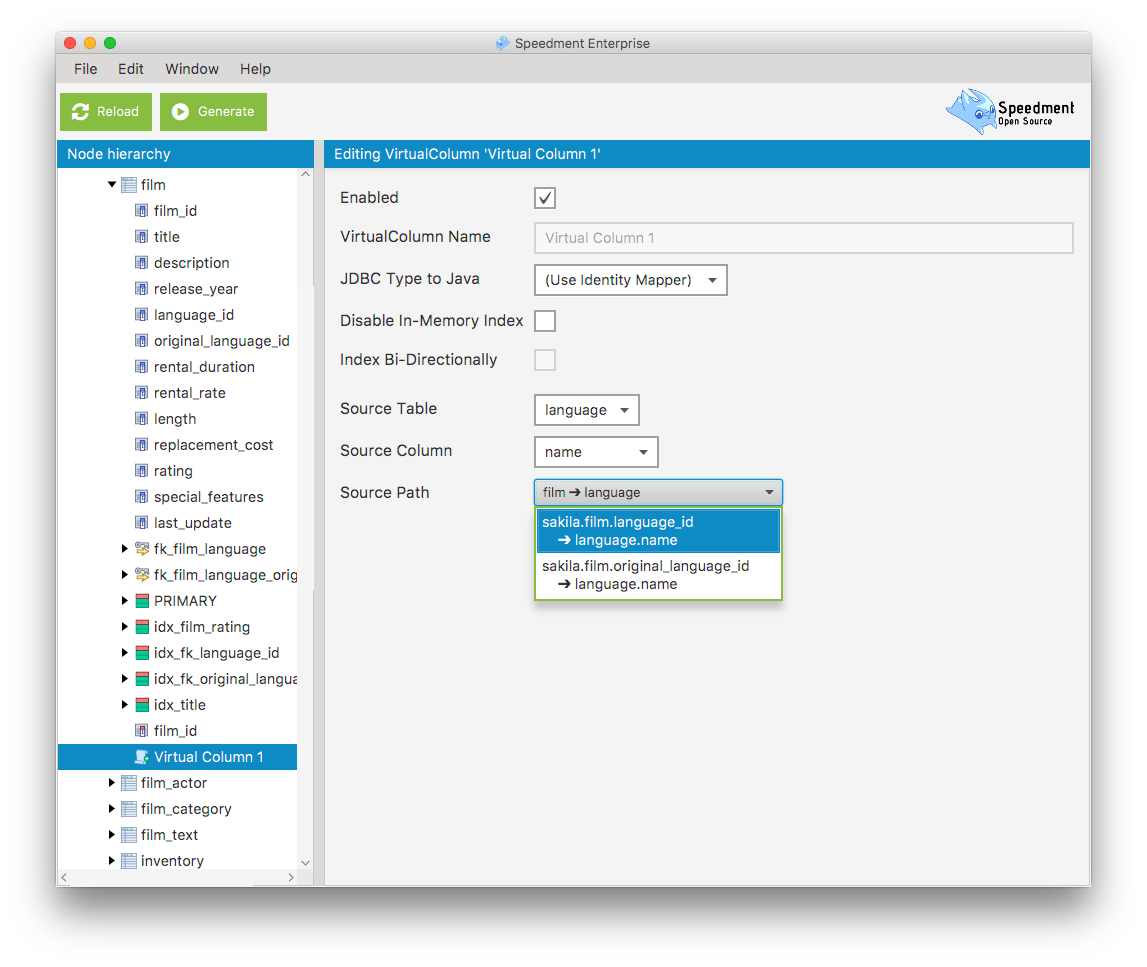 Speedment Enterprise
File Edit Window Help
Reload Generate
Speedment
Open Source
Node hierarchy
film
film_id
title
description
release_year
language_id
original_language_id
rental_duration
rental_rate
length
replacement_cost
rating
special_features
last_update
fk_film_language
fk_film_language_orig
PRIMARY
idx_film_rating
idx_fk_language_id
idx_fk_original_langua
idx_title
film_id
Virtual Column 1
film_actor
film_category
film_text
inventory
Editing VirtualColumn 'Virtual Column 1'
Enabled
VirtualColumn Name Virtual Column 1
JDBC Type to Java (Use Identity Mapper)
Disable In-Memory Index
Index Bi-Directionally
Source Table language
Source Column name
Source Path film ➔ language
sakila.film.language_id
➔ language.name
sakila.film.original_language_id
➔ language.name